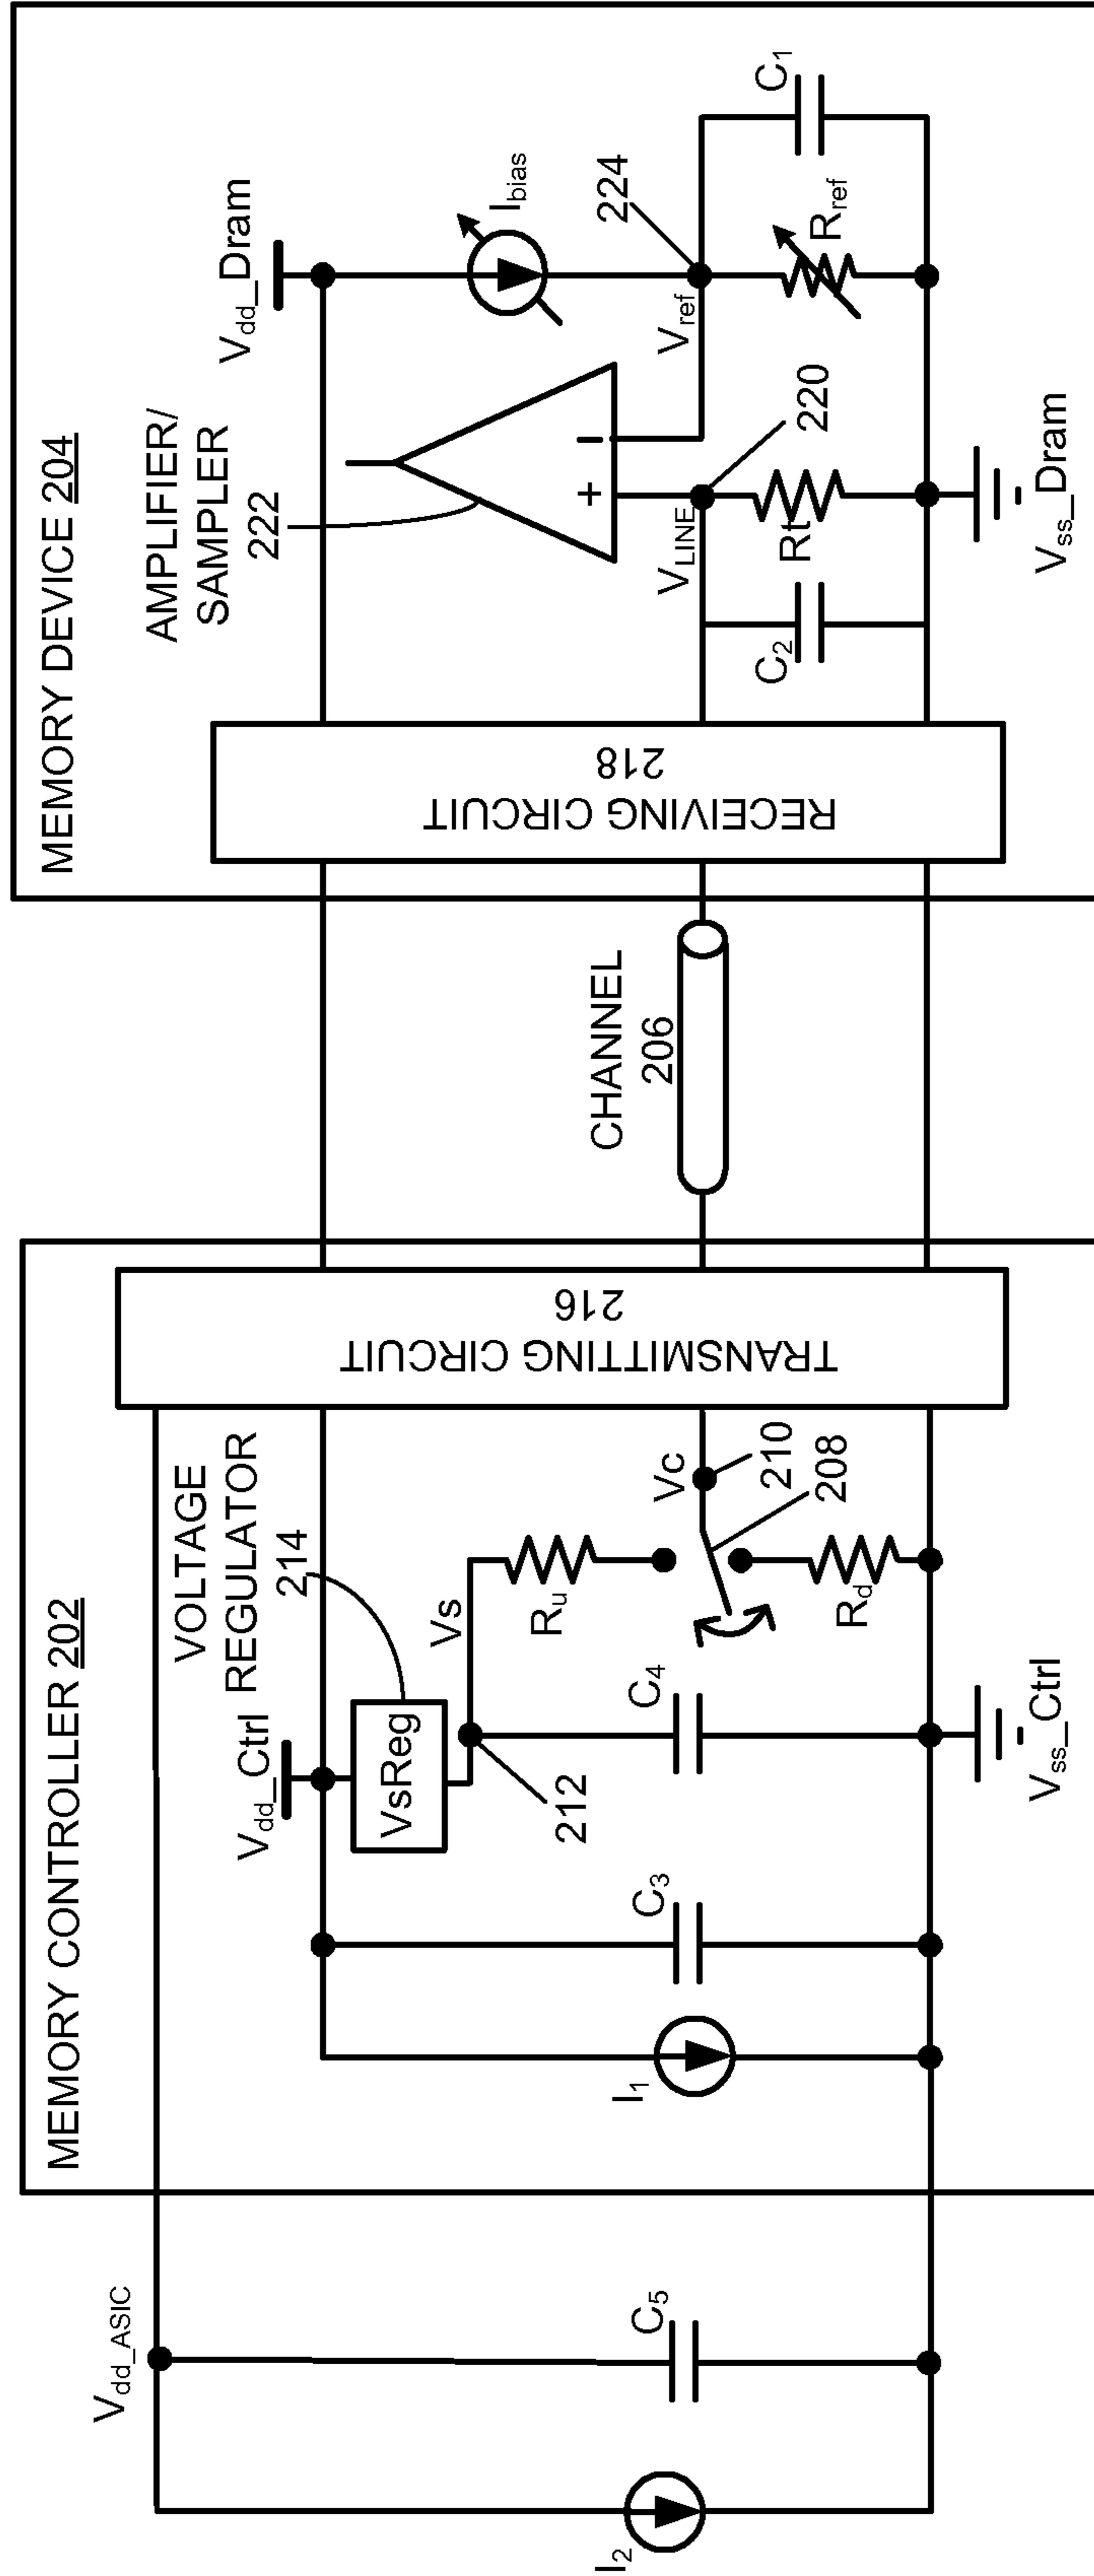 MEMORY CONTROLLER 202
MEMORY DEVICE 204
Vdd_ASIC
I2
C5
I1
C3
Vdd_Ctrl
VOLTAGE
REGULATOR
214
VsReg
212
Vs
C4
Ru
Vc
210
208
Rd
Vss_Ctrl
TRANSMITTING CIRCUIT
216
CHANNEL
206
RECEIVING CIRCUIT
218
AMPLIFIER/
SAMPLER
222
+
-
VLINE
220
C2
Rt
Vss_Dram
Vdd_Dram
Ibias
224
Vref
Rref
C1